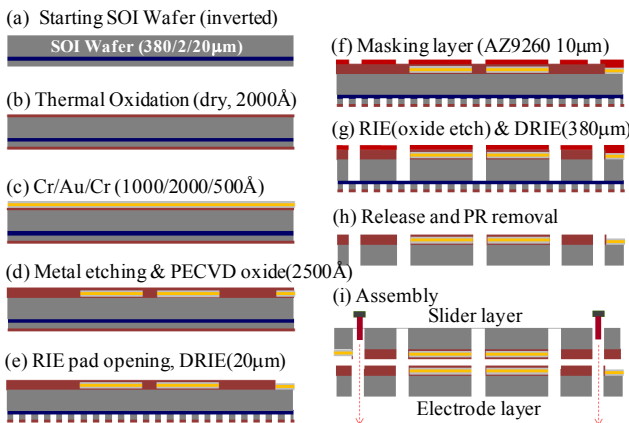 (a) Starting SOI Wafer (inverted)
SOI Wafer (380/2/20μm)
(b) Thermal Oxidation (dry, 2000Å)
(c) Cr/Au/Cr (1000/2000/500Å)
(d) Metal etching & PECVD oxide(2500Å)
(e) RIE pad opening, DRIE(20μm)
(f) Masking layer (AZ9260 10μm)
(g) RIE(oxide etch) & DRIE(380μm)
(h) Release and PR removal
(i) Assembly
Slider layer
Electrode layer